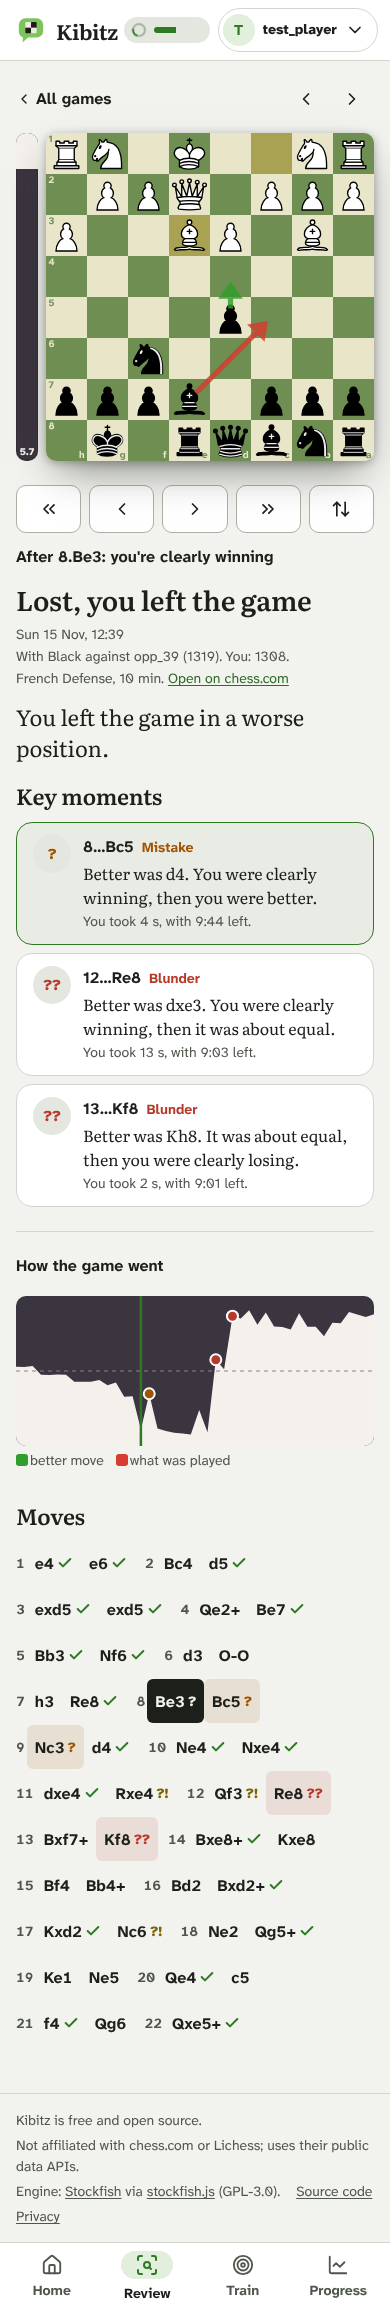 Kibitz
T
test_player
All games
1
2
3
4
5
6
7
8
h
g
f
e
d
c
b
a
5.7
After 8.Be3: you're clearly winning
Lost, you left the game
Sun 15 Nov, 12:39
With Black against opp_39 (1319). You: 1308.
French Defense, 10 min. Open on chess.com
You left the game in a worse
position.
Key moments
? 8...Bc5 Mistake
Better was d4. You were clearly
winning, then you were better.
You took 4 s, with 9:44 left.
?? 12...Re8 Blunder
Better was dxe3. You were clearly
winning, then it was about equal.
You took 13 s, with 9:03 left.
?? 13...Kf8 Blunder
Better was Kh8. It was about equal,
then you were clearly losing.
You took 2 s, with 9:01 left.
How the game went
better move what was played
Moves
1 e4 ✓ e6 ✓ 2 Bc4 d5 ✓
3 exd5 ✓ exd5 ✓ 4 Qe2+ Be7 ✓
5 Bb3 ✓ Nf6 ✓ 6 d3 O-O
7 h3 Re8 ✓ 8 Be3 ? Bc5 ?
9 Nc3 ? d4 ✓ 10 Ne4 ✓ Nxe4 ✓
11 dxe4 ✓ Rxe4 ?! 12 Qf3 ?! Re8 ??
13 Bxf7+ Kf8 ?? 14 Bxe8+ ✓ Kxe8
15 Bf4 Bb4+ 16 Bd2 Bxd2+ ✓
17 Kxd2 ✓ Nc6 ?! 18 Ne2 Qg5+ ✓
19 Ke1 Ne5 20 Qe4 ✓ c5
21 f4 ✓ Qg6 22 Qxe5+ ✓
Kibitz is free and open source.
Not affiliated with chess.com or Lichess; uses their public
data APIs.
Engine: Stockfish via stockfish.js (GPL-3.0). Source code
Privacy
Home Review Train Progress